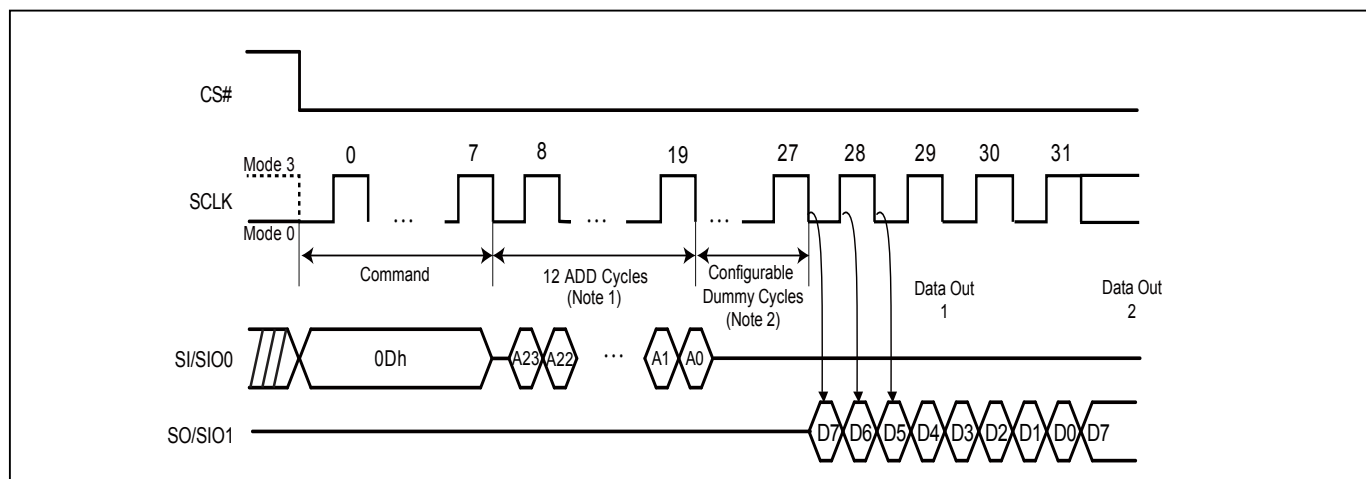 CS#
0 7 8 19 27 28 29 30 31
Mode 3
SCLK
Mode 0
... ... ...
Command
12 ADD Cycles
(Note 1)
Configurable
Dummy Cycles
(Note 2)
Data Out
1
Data Out
2
SI/SIO0
0Dh
A23 A22 ... A1 A0
SO/SIO1
D7 D6 D5 D4 D3 D2 D1 D0 D7